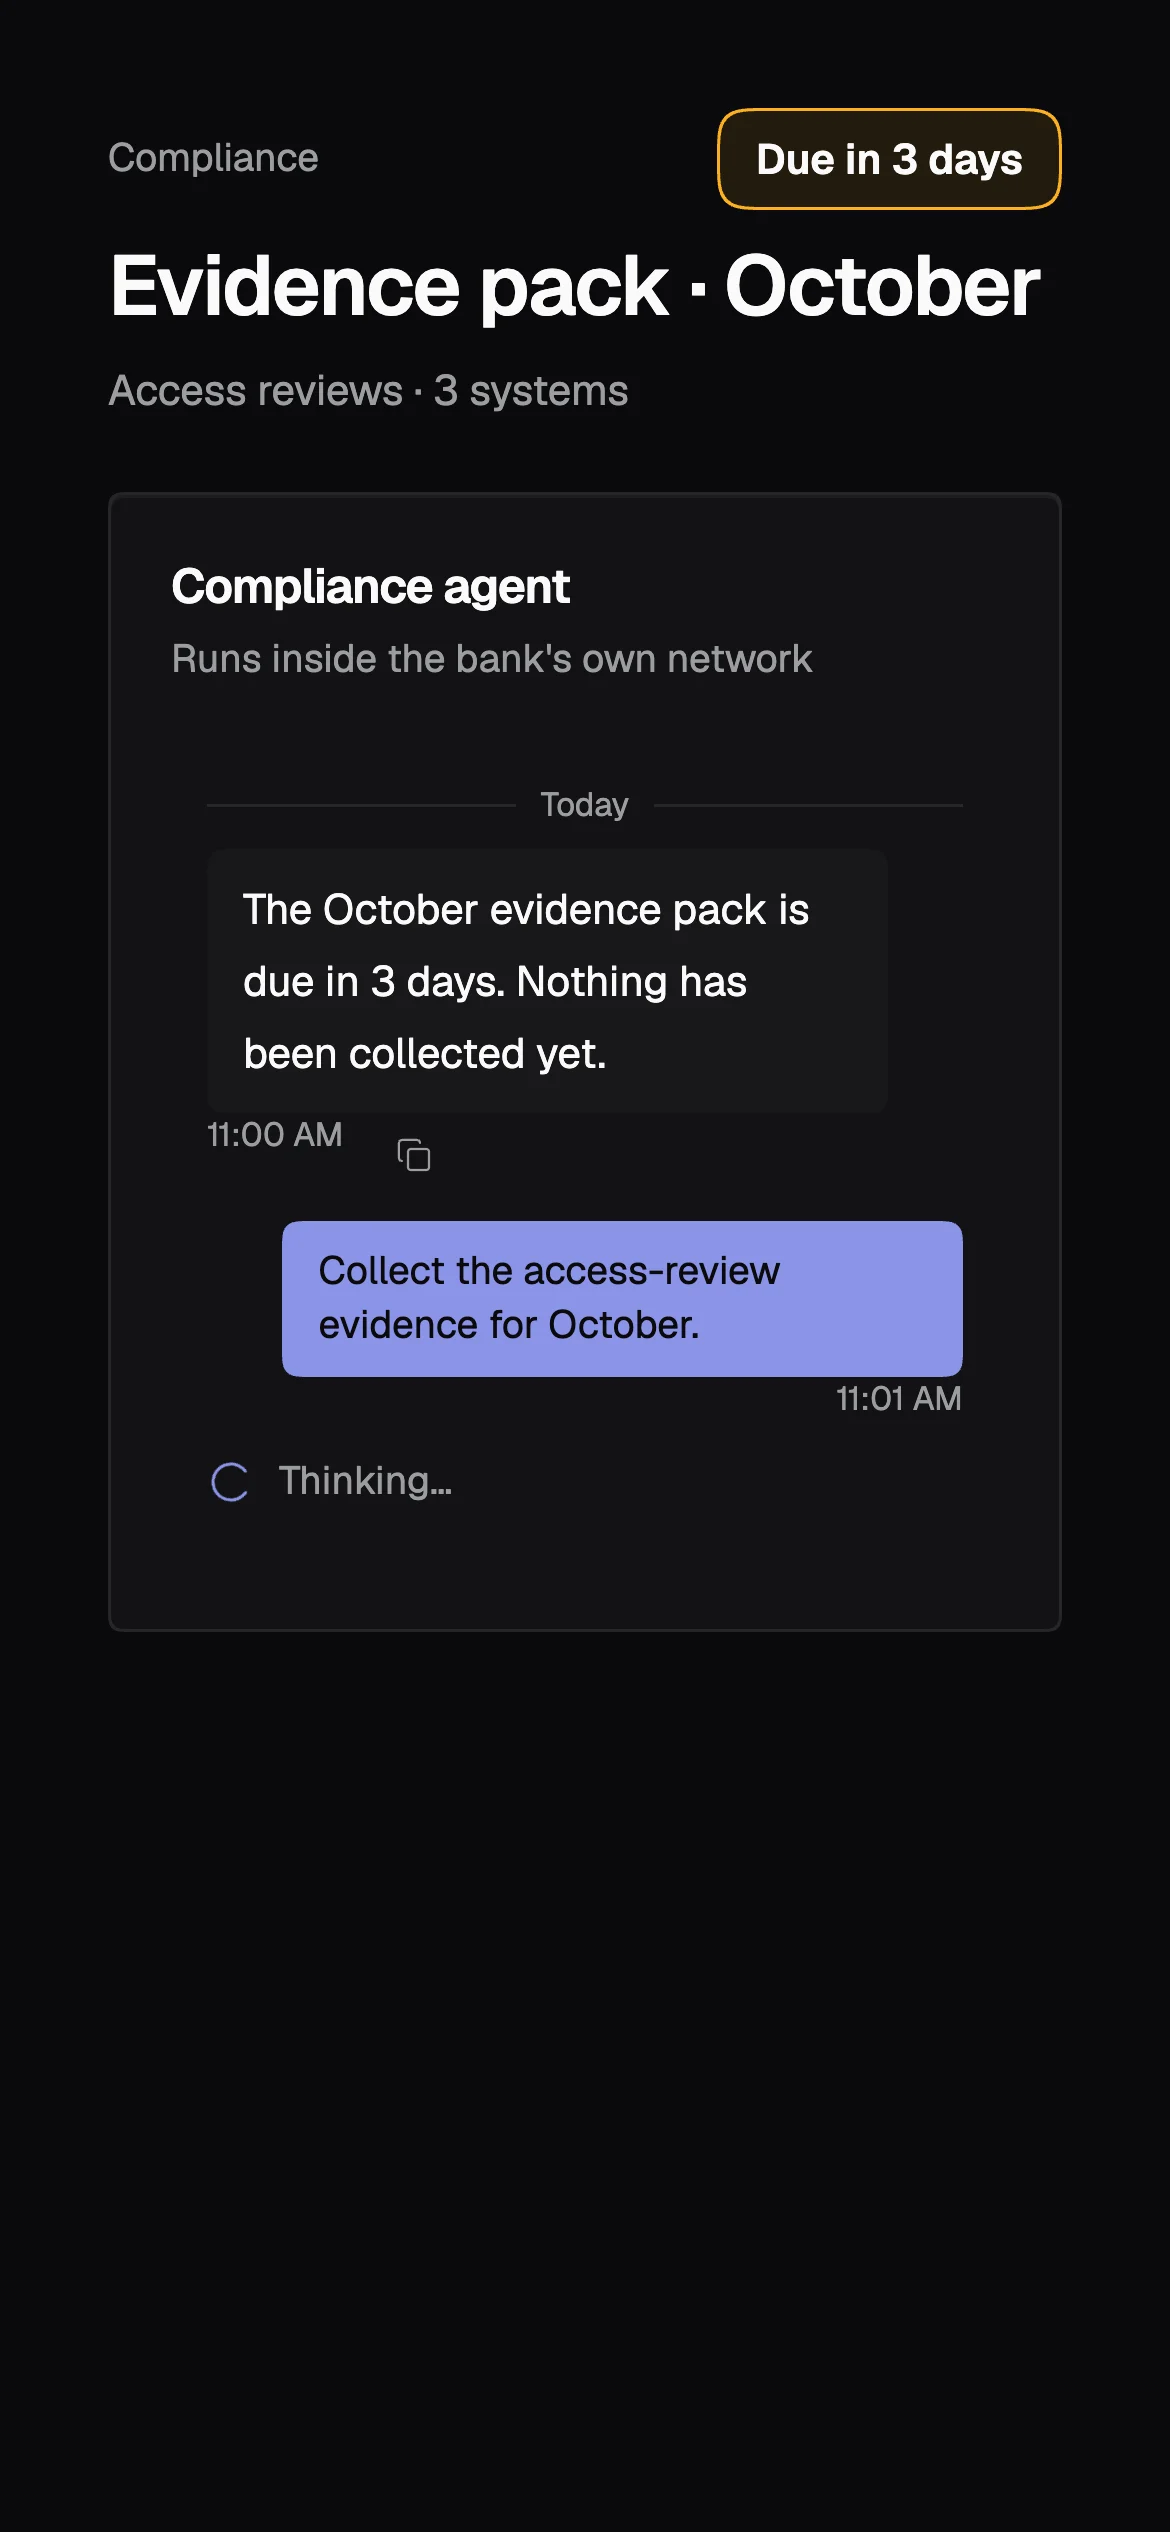 Compliance
Due in 3 days
Evidence pack · October
Access reviews · 3 systems
Compliance agent
Runs inside the bank's own network
Today
The October evidence pack is
due in 3 days. Nothing has
been collected yet.
11:00 AM
Collect the access-review
evidence for October.
11:01 AM
Thinking...